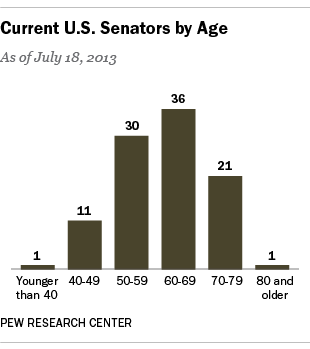 Current U.S. Senators by Age
As of July 18, 2013
1
11
30
36
21
1
Younger than 40
40-49
50-59
60-69
70-79
80 and older
PEW RESEARCH CENTER